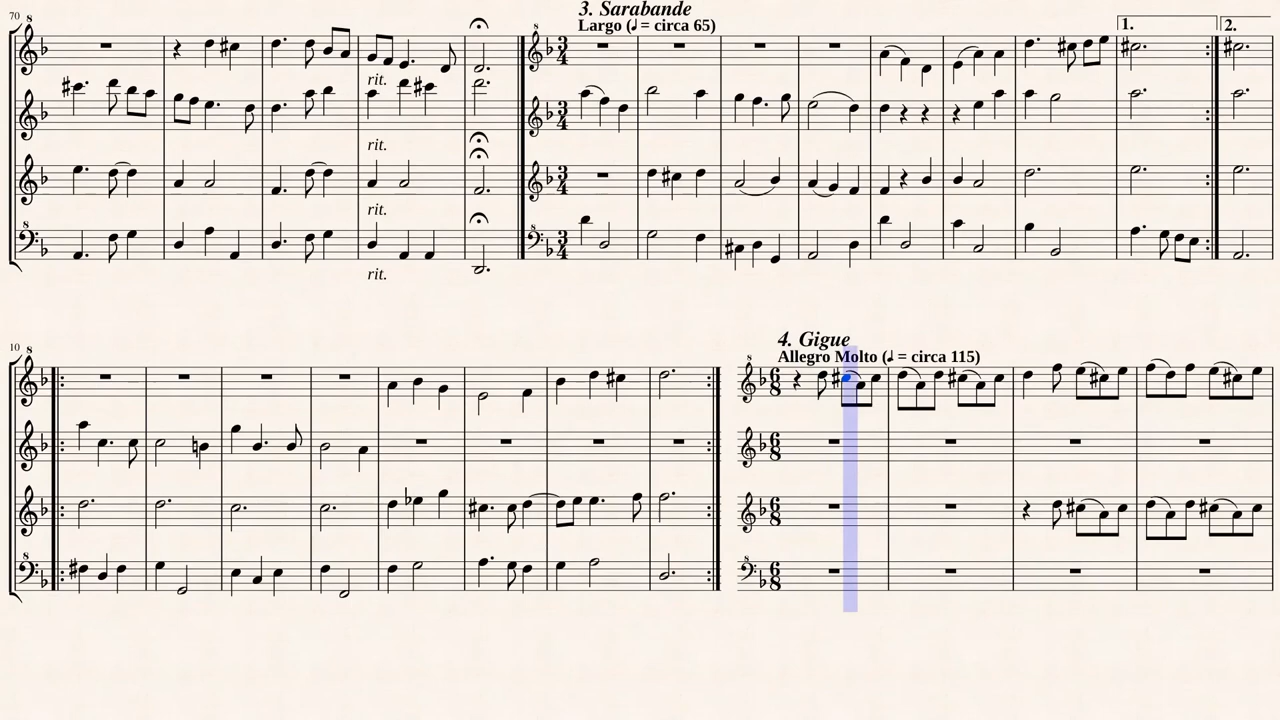 3. Sarabande
70
Largo (♩ = circa 65)
1.
2.
rit.
rit.
rit.
rit.
4. Gigue
10
Allegro Molto (♩ = circa 115)